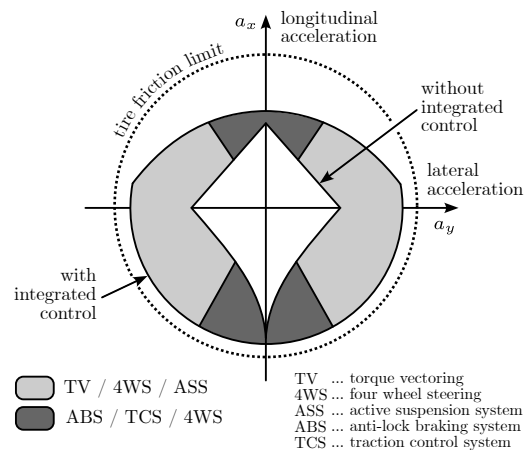 a_x longitudinal
acceleration
tire friction limit
without
integrated
control
lateral
acceleration
a_y
with
integrated
control
TV / 4WS / ASS
ABS / TCS / 4WS
TV ... torque vectoring
4WS ... four wheel steering
ASS ... active suspension system
ABS ... anti-lock braking system
TCS ... traction control system